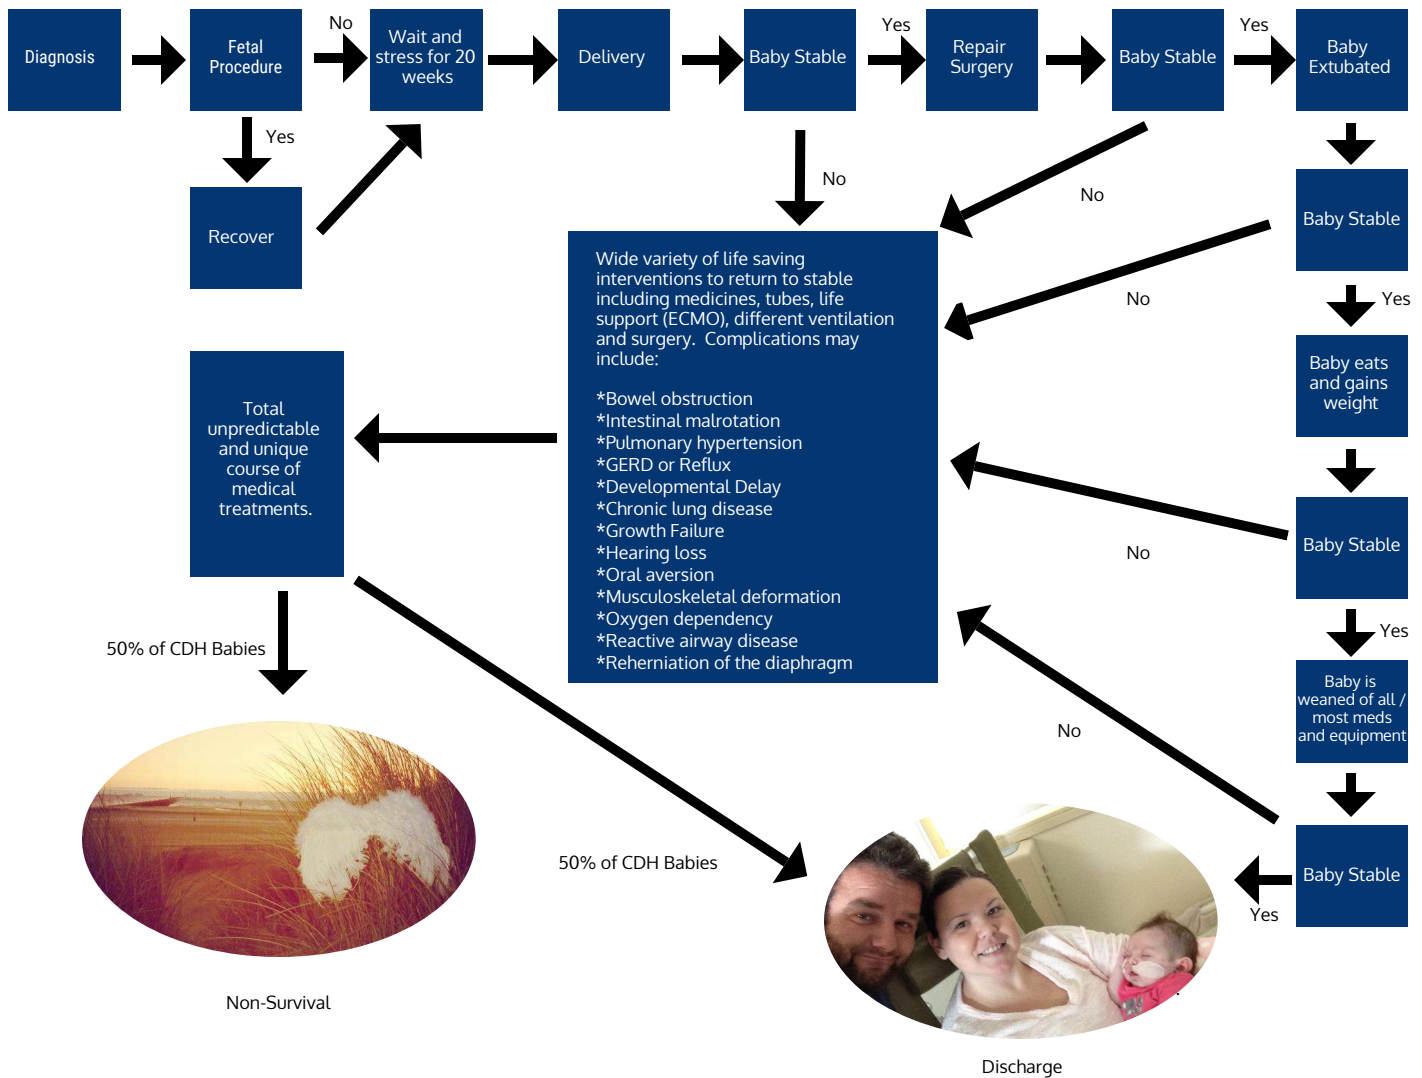 Diagnosis
Fetal
Procedure
No
Wait and
stress for 20
weeks
Delivery
Baby Stable
Yes
Repair
Surgery
Baby Stable
Yes
Baby
Extubated
Yes
Recover
No
No
Baby Stable
No
Yes
Wide variety of life saving
interventions to return to stable
including medicines, tubes, life
support (ECMO), different ventilation
and surgery.  Complications may
include:
*Bowel obstruction
*Intestinal malrotation
*Pulmonary hypertension
*GERD or Reflux
*Developmental Delay
*Chronic lung disease
*Growth Failure
*Hearing loss
*Oral aversion
*Musculoskeletal deformation
*Oxygen dependency
*Reactive airway disease
*Reherniation of the diaphragm
Baby eats
and gains
weight
Total
unpredictable
and unique
course of
medical
treatments.
No
Baby Stable
Yes
50% of CDH Babies
Baby is
weaned of all /
most meds
and equipment
No
50% of CDH Babies
Baby Stable
Yes
Non-Survival
Discharge